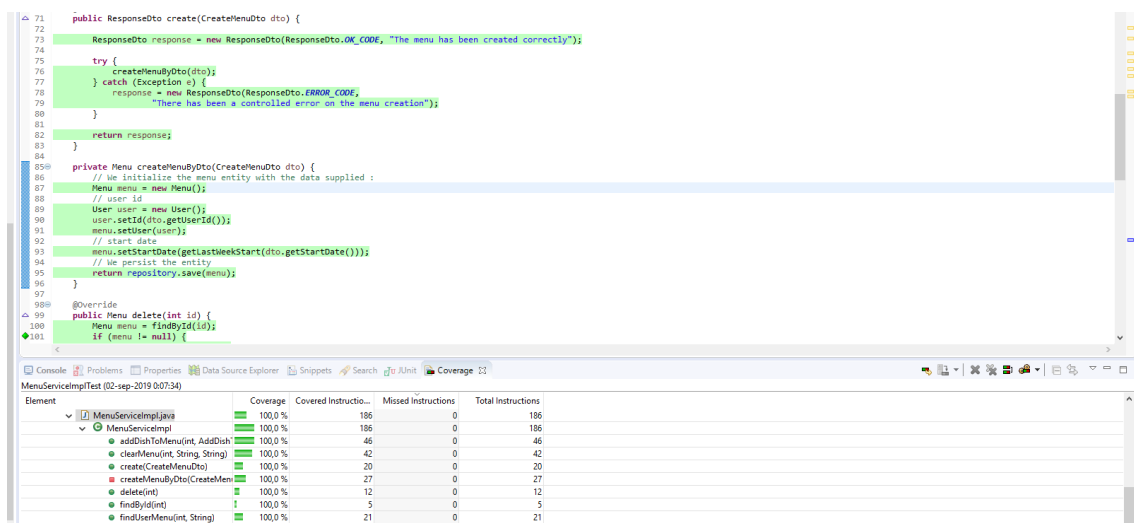 71 public ResponseDto create(CreateMenuDto dto) {
72
73 ResponseDto response = new ResponseDto(ResponseDto.OK_CODE, "The menu has been created correctly");
74
75 try {
76 createMenuByDto(dto);
77 } catch (Exception e) {
78 response = new ResponseDto(ResponseDto.ERROR_CODE,
79 "There has been a controlled error on the menu creation");
80 }
81
82 return response;
83 }
84
85 private Menu createMenuByDto(CreateMenuDto dto) {
86 // We initialize the menu entity with the data supplied :
87 Menu menu = new Menu();
88 // user id
89 User user = new User();
90 user.setId(dto.getUserId());
91 menu.setUser(user);
92 // start date
93 menu.setStartDate(getLastWeekStart(dto.getStartDate()));
94 // We persist the entity
95 return repository.save(menu);
96 }
97
98 @Override
99 public Menu delete(int id) {
100 Menu menu = findById(id);
101 if (menu != null) {
Console Problems Properties Data Source Explorer Snippets Search JUnit Coverage
MenuServiceImplTest (02-sep-2019 0:07:34)
Element Coverage Covered Instructio... Missed Instructions Total Instructions
MenuServiceImpl.java 100,0 % 186 0 186
MenuServiceImpl 100,0 % 186 0 186
addDishToMenu(int, AddDish 100,0 % 46 0 46
clearMenu(int, String, String) 100,0 % 42 0 42
create(CreateMenuDto) 100,0 % 20 0 20
createMenuByDto(CreateMen 100,0 % 27 0 27
delete(int) 100,0 % 12 0 12
findById(int) 100,0 % 5 0 5
findUserMenu(int, String) 100,0 % 21 0 21